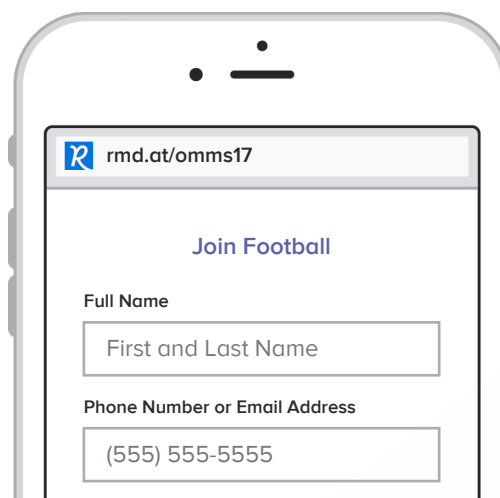 R rmd.at/omms17
Join Football
Full Name
First and Last Name
Phone Number or Email Address
(555) 555-5555